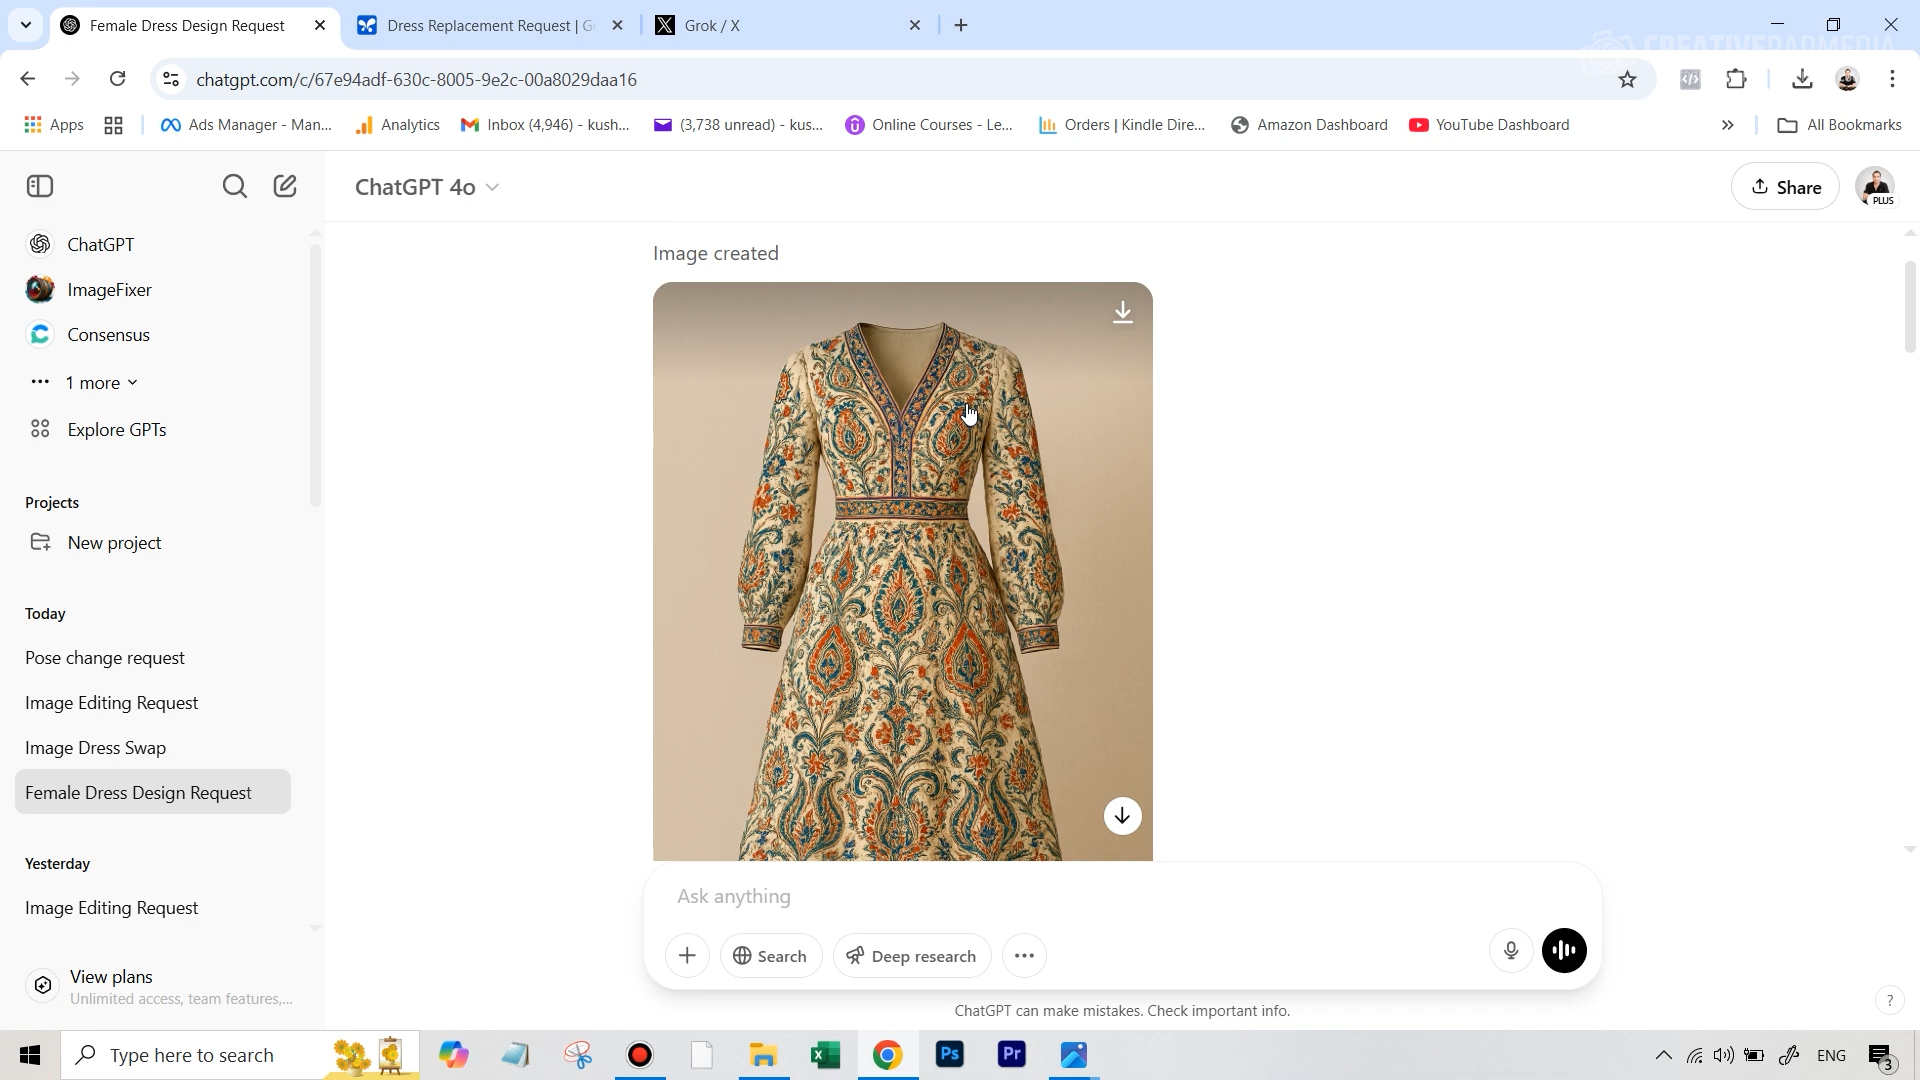 Female Dress Design Request
Dress Replacement Request | G
Grok / X
CREATIVEPADMEDIA
chatgpt.com/c/67e94adf-630c-8005-9e2c-00a8029daa16
Apps
Ads Manager - Man...
Analytics
Inbox (4,946) - kush...
(3,738 unread) - kus...
Online Courses - Le...
Orders | Kindle Dire...
Amazon Dashboard
YouTube Dashboard
All Bookmarks
ChatGPT 4o
Share
PLUS
ChatGPT
ImageFixer
Consensus
1 more
Explore GPTs
Projects
New project
Today
Pose change request
Image Editing Request
Image Dress Swap
Female Dress Design Request
Yesterday
Image Editing Request
View plans
Unlimited access, team features,...
Image created
Ask anything
Search
Deep research
ChatGPT can make mistakes. Check important info.
?
Type here to search
Ps
Pr
ENG
3